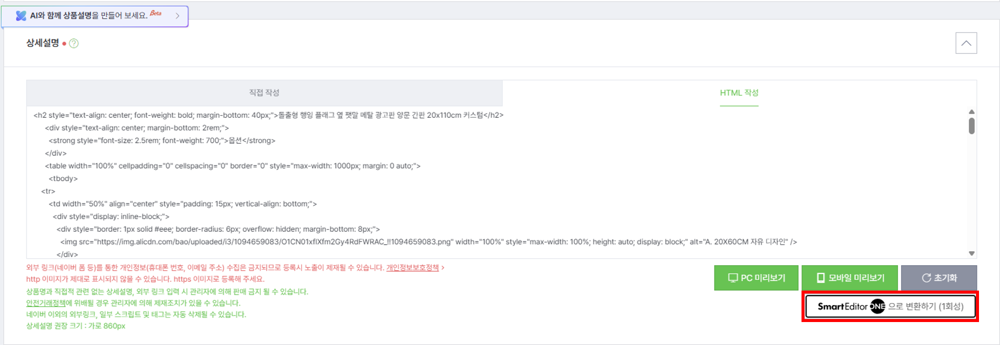 AI와 함께 상품설명을 만들어 보세요. Beta
상세설명
직접 작성
HTML 작성
<h2 style="text-align: center; font-weight: bold; margin-bottom: 40px;">돌출형 행잉 플래그 옆 팻말 메탈 광고판 양문 간판 20x110cm 커스텀</h2>
<div style="text-align: center; margin-bottom: 2rem;">
<strong style="font-size: 2.5rem; font-weight: 700;">옵션</strong>
</div>
<table width="100%" cellpadding="0" cellspacing="0" border="0" style="max-width: 1000px; margin: 0 auto;">
<tbody>
<tr>
<td width="50%" align="center" style="padding: 15px; vertical-align: bottom;">
<div style="display: inline-block;">
<div style="border: 1px solid #eee; border-radius: 6px; overflow: hidden; margin-bottom: 8px;">
<img src="https://img.alicdn.com/bao/uploaded/i3/1094659083/O1CN01xfIXfm2Gy4RdFWRAC_!!1094659083.png" width="100%" style="max-width: 100%; height: auto; display: block;" alt="A. 20X60CM 자유 디자인" />
</div>
외부 링크(네이버 폼 등)를 통한 개인정보(휴대폰 번호, 이메일 주소) 수집은 금지되므로 등록시 노출이 제재될 수 있습니다. 개인정보보호정책 >
http 이미지가 제대로 표시되지 않을 수 있습니다. https 이미지로 등록해 주세요.
상품명과 직접적 관련 없는 상세설명, 외부 링크 입력 시 관리자에 의해 판매 금지 될 수 있습니다.
안전거래정책에 위배될 경우 관리자에 의해 제재조치가 있을 수 있습니다.
네이버 이외의 외부링크, 일부 스크립트 및 태그는 자동 삭제될 수 있습니다.
상세설명 권장 크기 : 가로 860px
PC 미리보기
모바일 미리보기
초기화
SmartEditor ONE 으로 변환하기 (1회성)